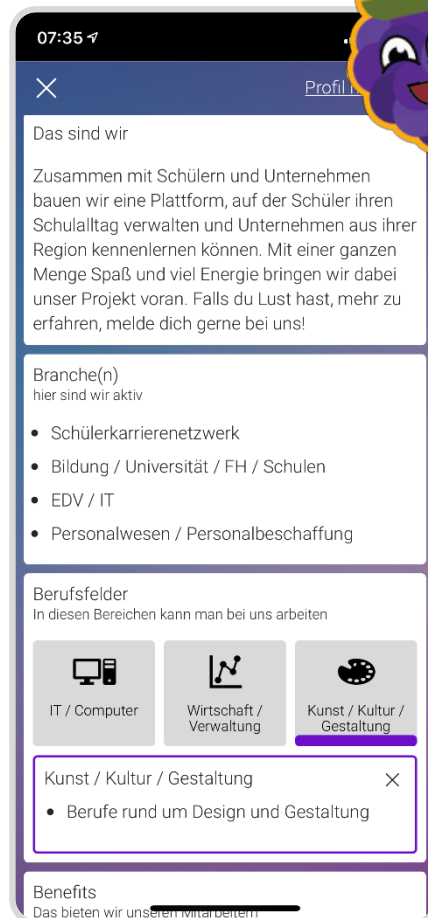 07:35
Profil
Das sind wir
Zusammen mit Schülern und Unternehmen
bauen wir eine Plattform, auf der Schüler ihren
Schulalltag verwalten und Unternehmen aus ihrer
Region kennenlernen können. Mit einer ganzen
Menge Spaß und viel Energie bringen wir dabei
unser Projekt voran. Falls du Lust hast, mehr zu
erfahren, melde dich gerne bei uns!
Branche(n)
hier sind wir aktiv
• Schülerkarrierenetzwerk
• Bildung / Universität / FH / Schulen
• EDV / IT
• Personalwesen / Personalbeschaffung
Berufsfelder
In diesen Bereichen kann man bei uns arbeiten
IT / Computer
Wirtschaft /
Verwaltung
Kunst / Kultur /
Gestaltung
Kunst / Kultur / Gestaltung
• Berufe rund um Design und Gestaltung
Benefits
Das bieten wir unseren Mitarbeitern